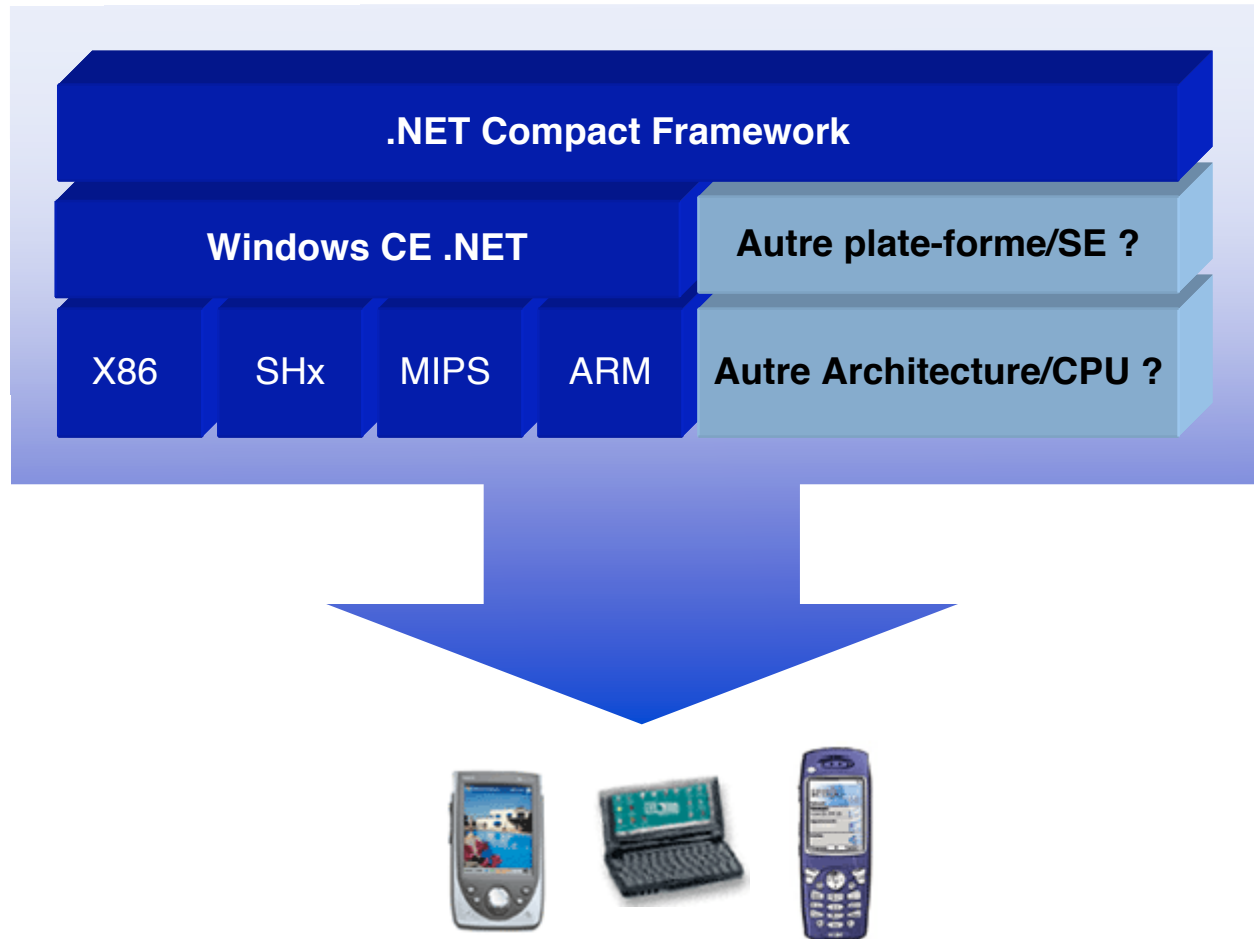 .NET Compact Framework
Windows CE .NET
Autre plate-forme/SE ?
X86
SHx
MIPS
ARM
Autre Architecture/CPU ?